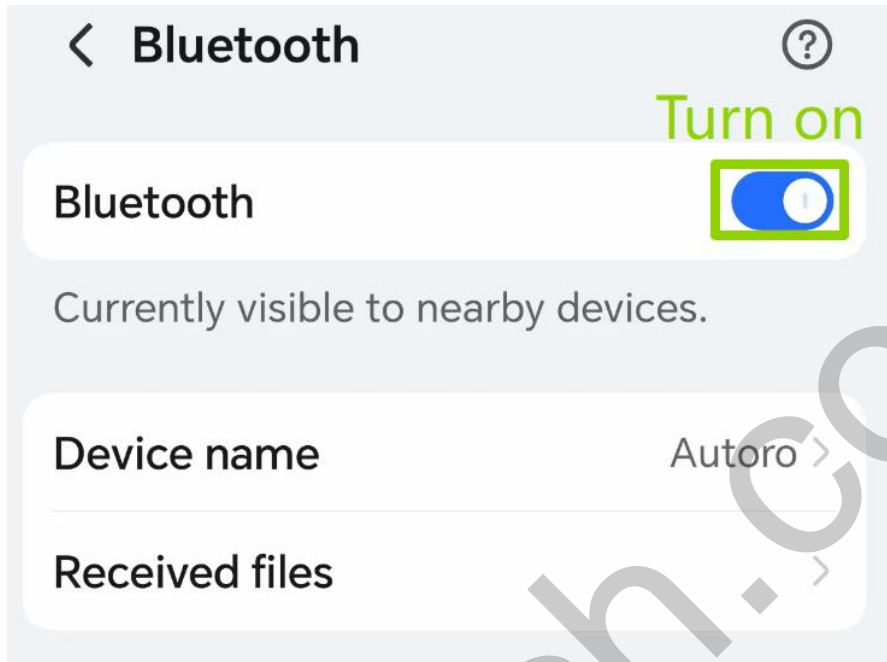 Bluetooth
Turn on
Bluetooth
Currently visible to nearby devices.
Device name Autoro
Received files